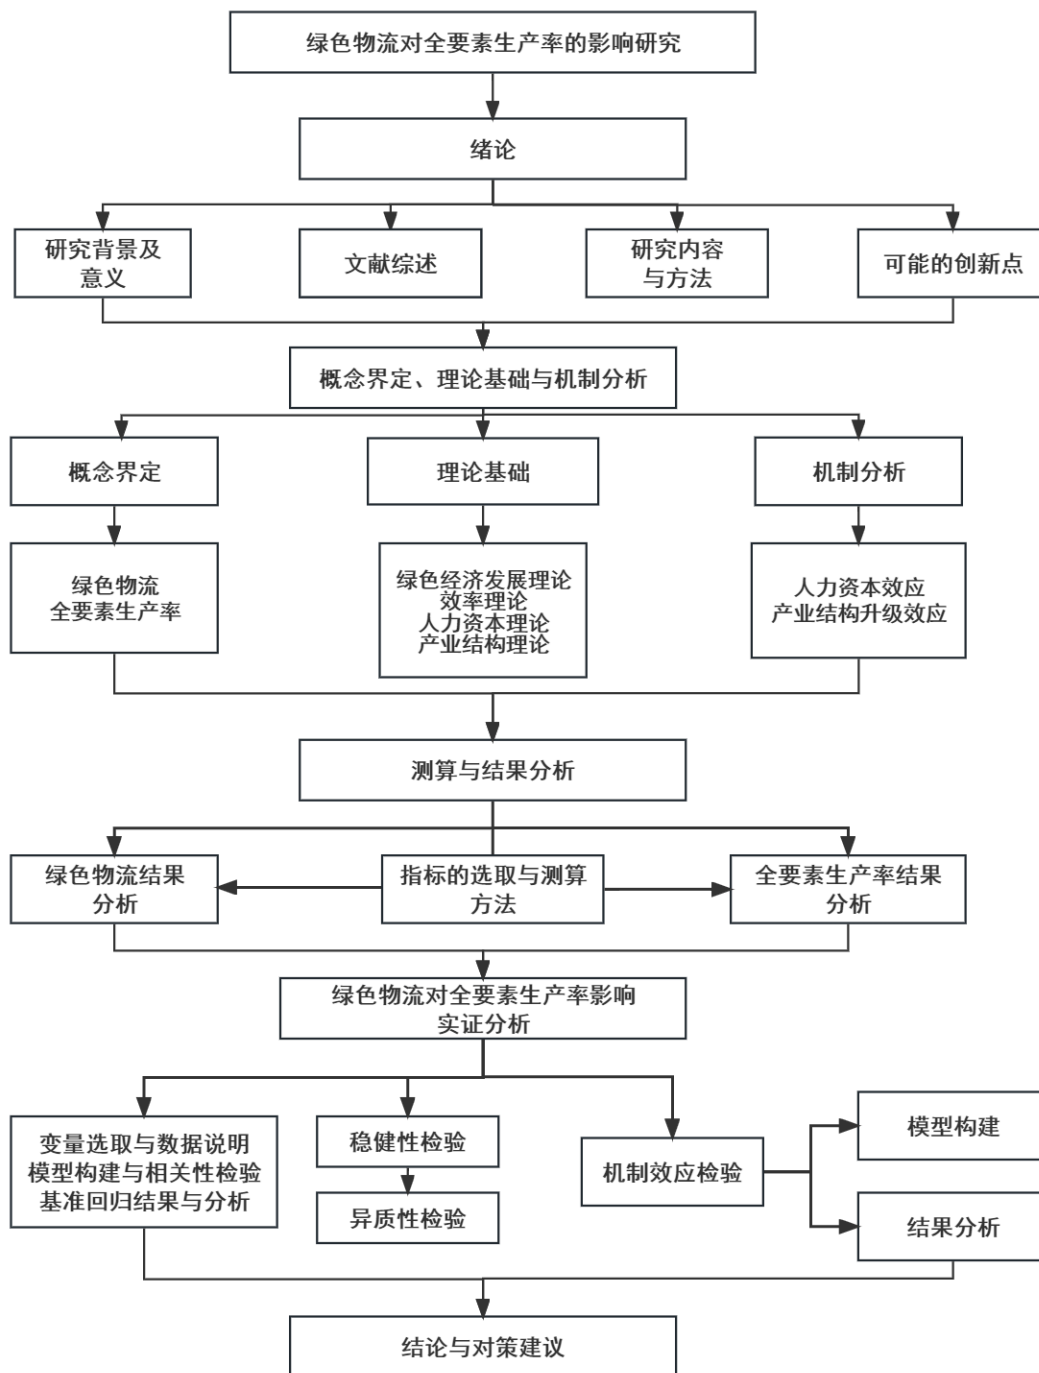 绿色物流对全要素生产率的影响研究
绪论
研究背景及
意义
文献综述
研究内容
与方法
可能的创新点
概念界定、理论基础与机制分析
概念界定
理论基础
机制分析
绿色物流
全要素生产率
绿色经济发展理论
效率理论
人力资本理论
产业结构理论
人力资本效应
产业结构升级效应
测算与结果分析
绿色物流结果
分析
指标的选取与测算
方法
全要素生产率结果
分析
绿色物流对全要素生产率影响
实证分析
变量选取与数据说明
模型构建与相关性检验
基准回归结果与分析
稳健性检验
异质性检验
机制效应检验
模型构建
结果分析
结论与对策建议